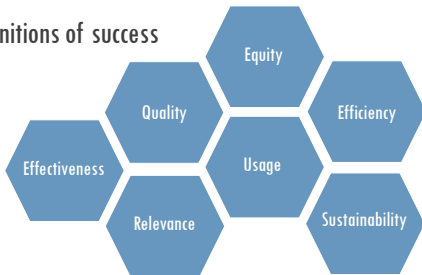 nitions of success
Equity
Quality
Efficiency
Effectiveness
Usage
Relevance
Sustainability